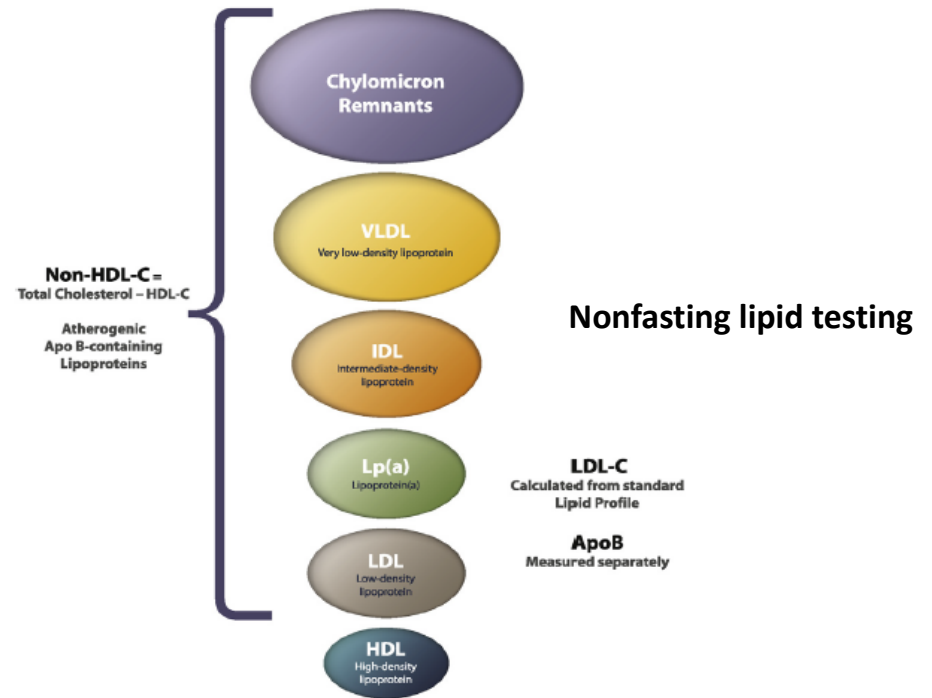 Chylomicron
Remnants
VLDL
Very low-density lipoprotein
Non-HDL-C =
Total Cholesterol – HDL-C
Atherogenic
Apo B-containing
Lipoproteins
Nonfasting lipid testing
IDL
Intermediate-density
lipoprotein
Lp(a)
Lipoprotein(a)
LDL-C
Calculated from standard
Lipid Profile
ApoB
Measured separately
LDL
Low-density
lipoprotein
HDL
High-density
lipoprotein